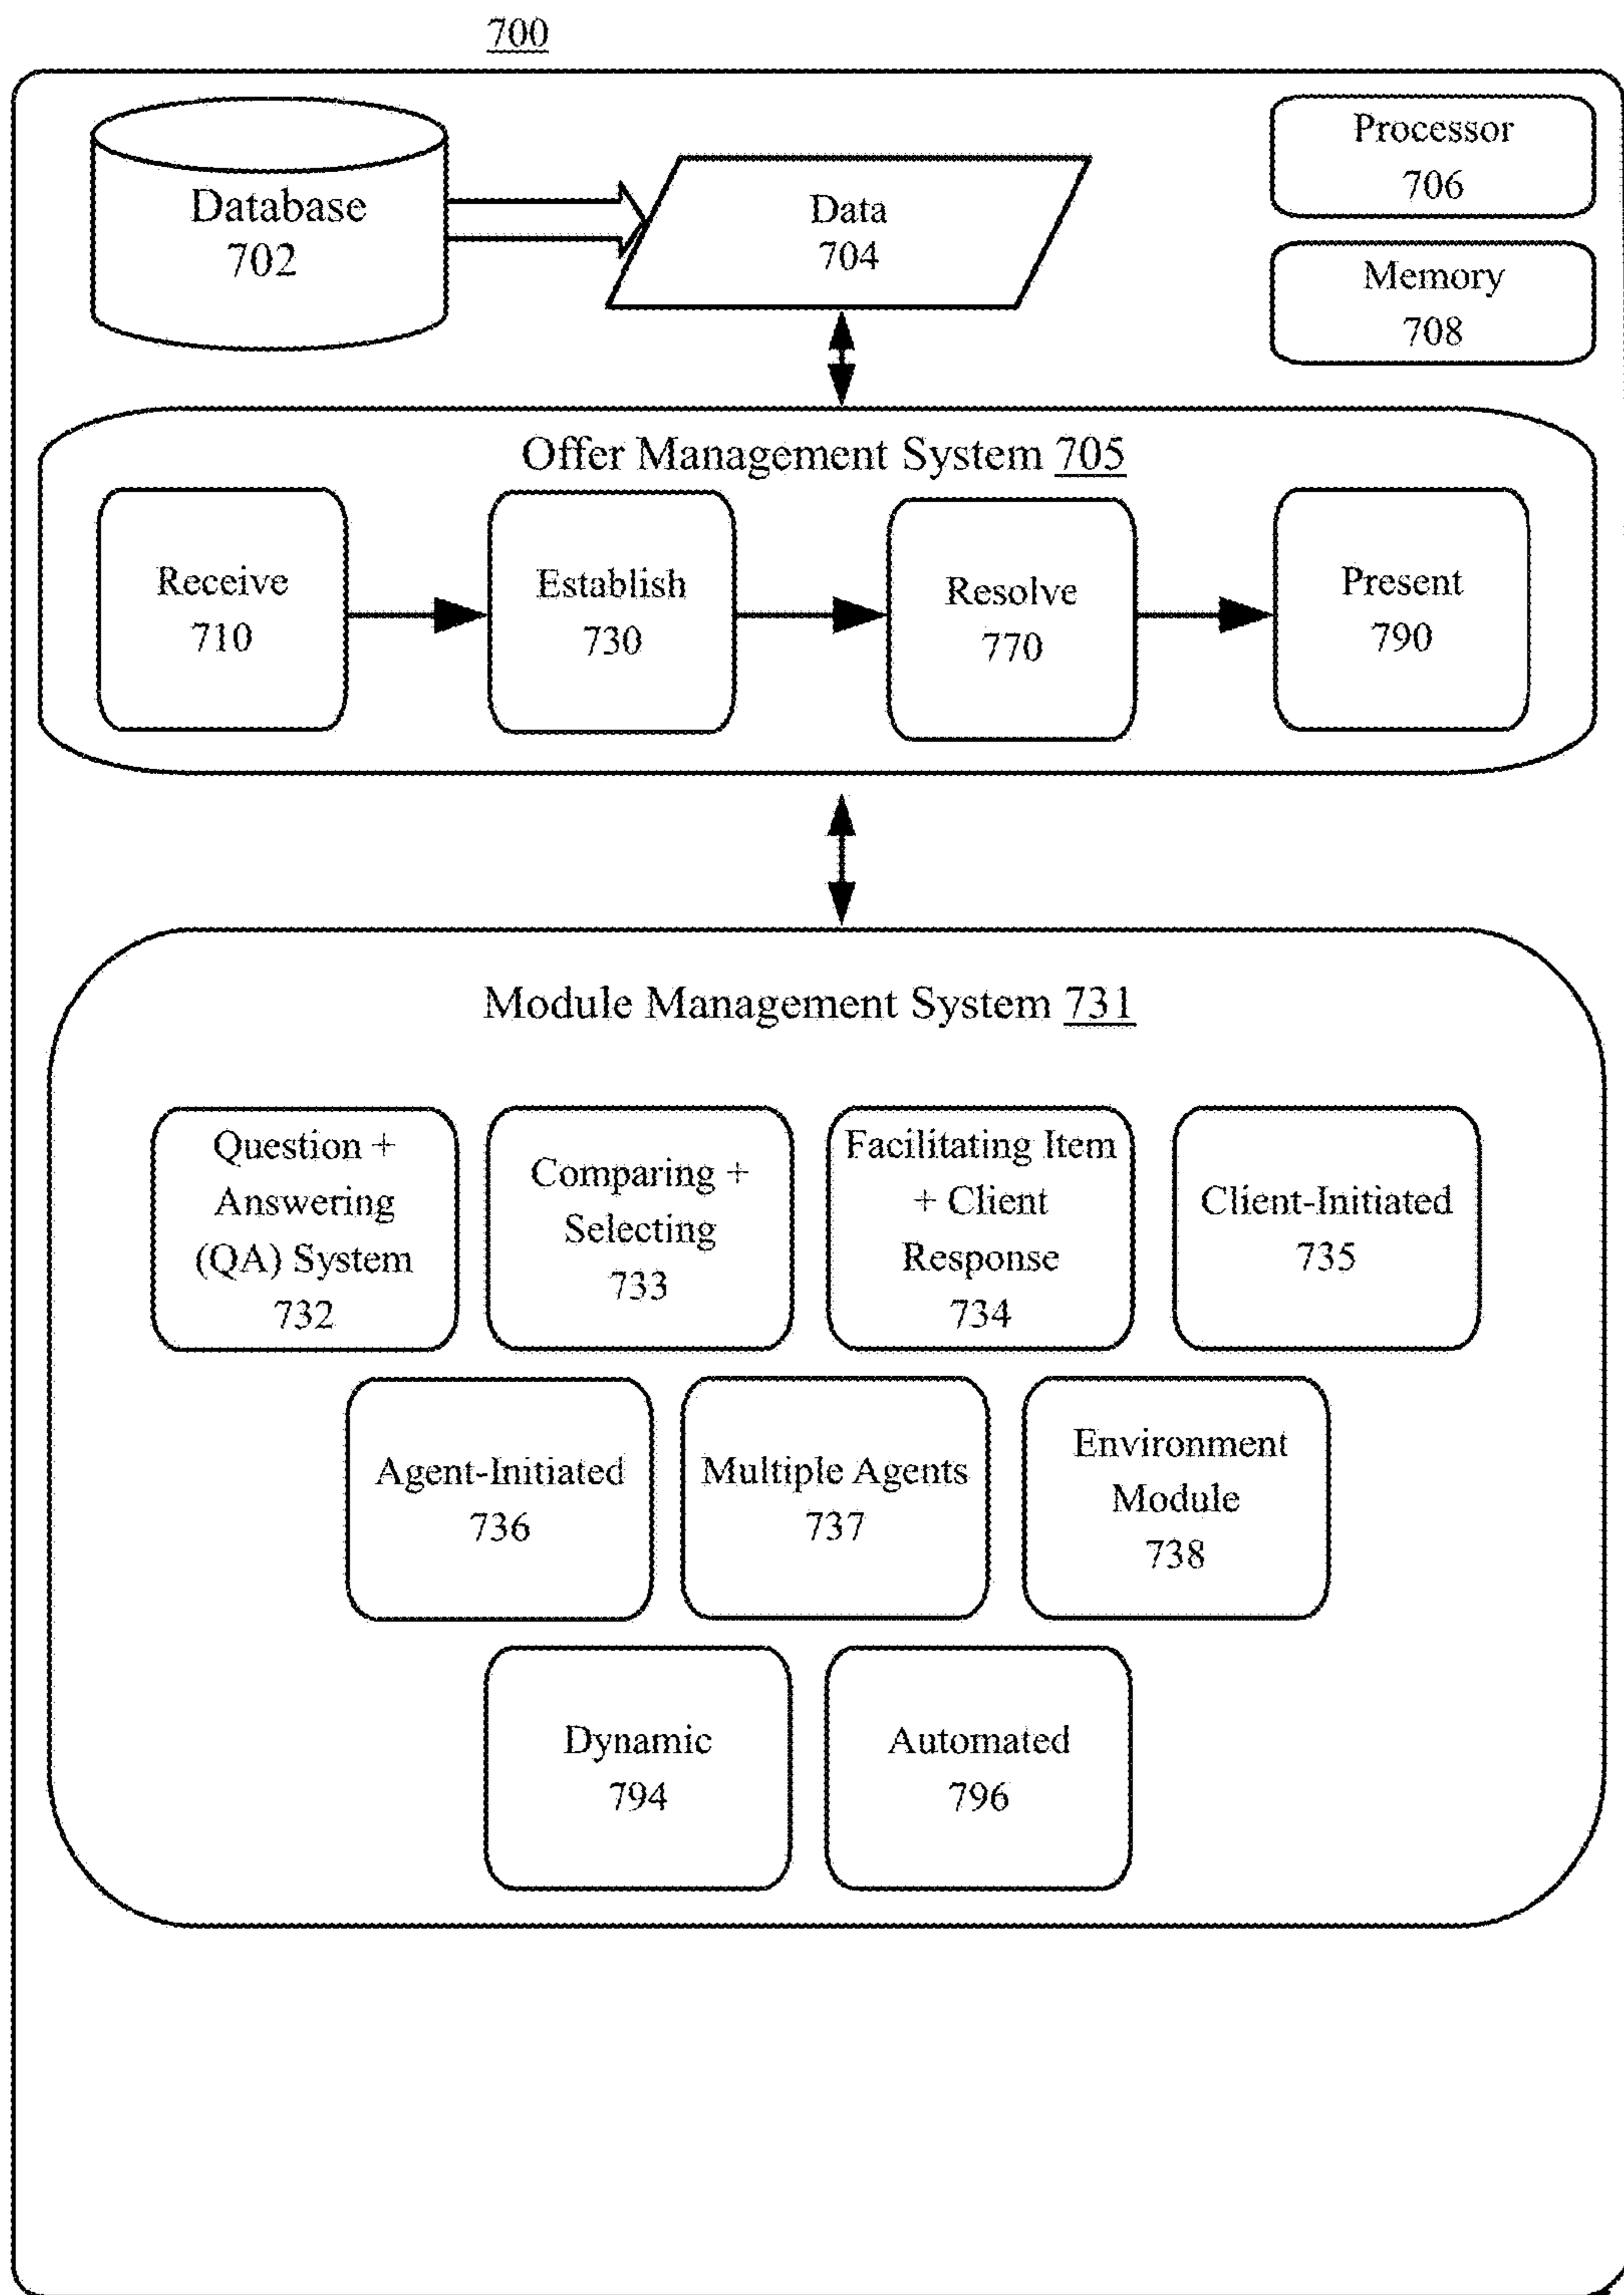 700
Database
702
Data
704
Processor
706
Memory
708
Offer Management System 705
Receive
710
Establish
730
Resolve
770
Present
790
Module Management System 731
Question +
Answering
(QA) System
732
Comparing +
Selecting
733
Facilitating Item
+ Client
Response
734
Client-Initiated
735
Agent-Initiated
736
Multiple Agents
737
Environment
Module
738
Dynamic
794
Automated
796